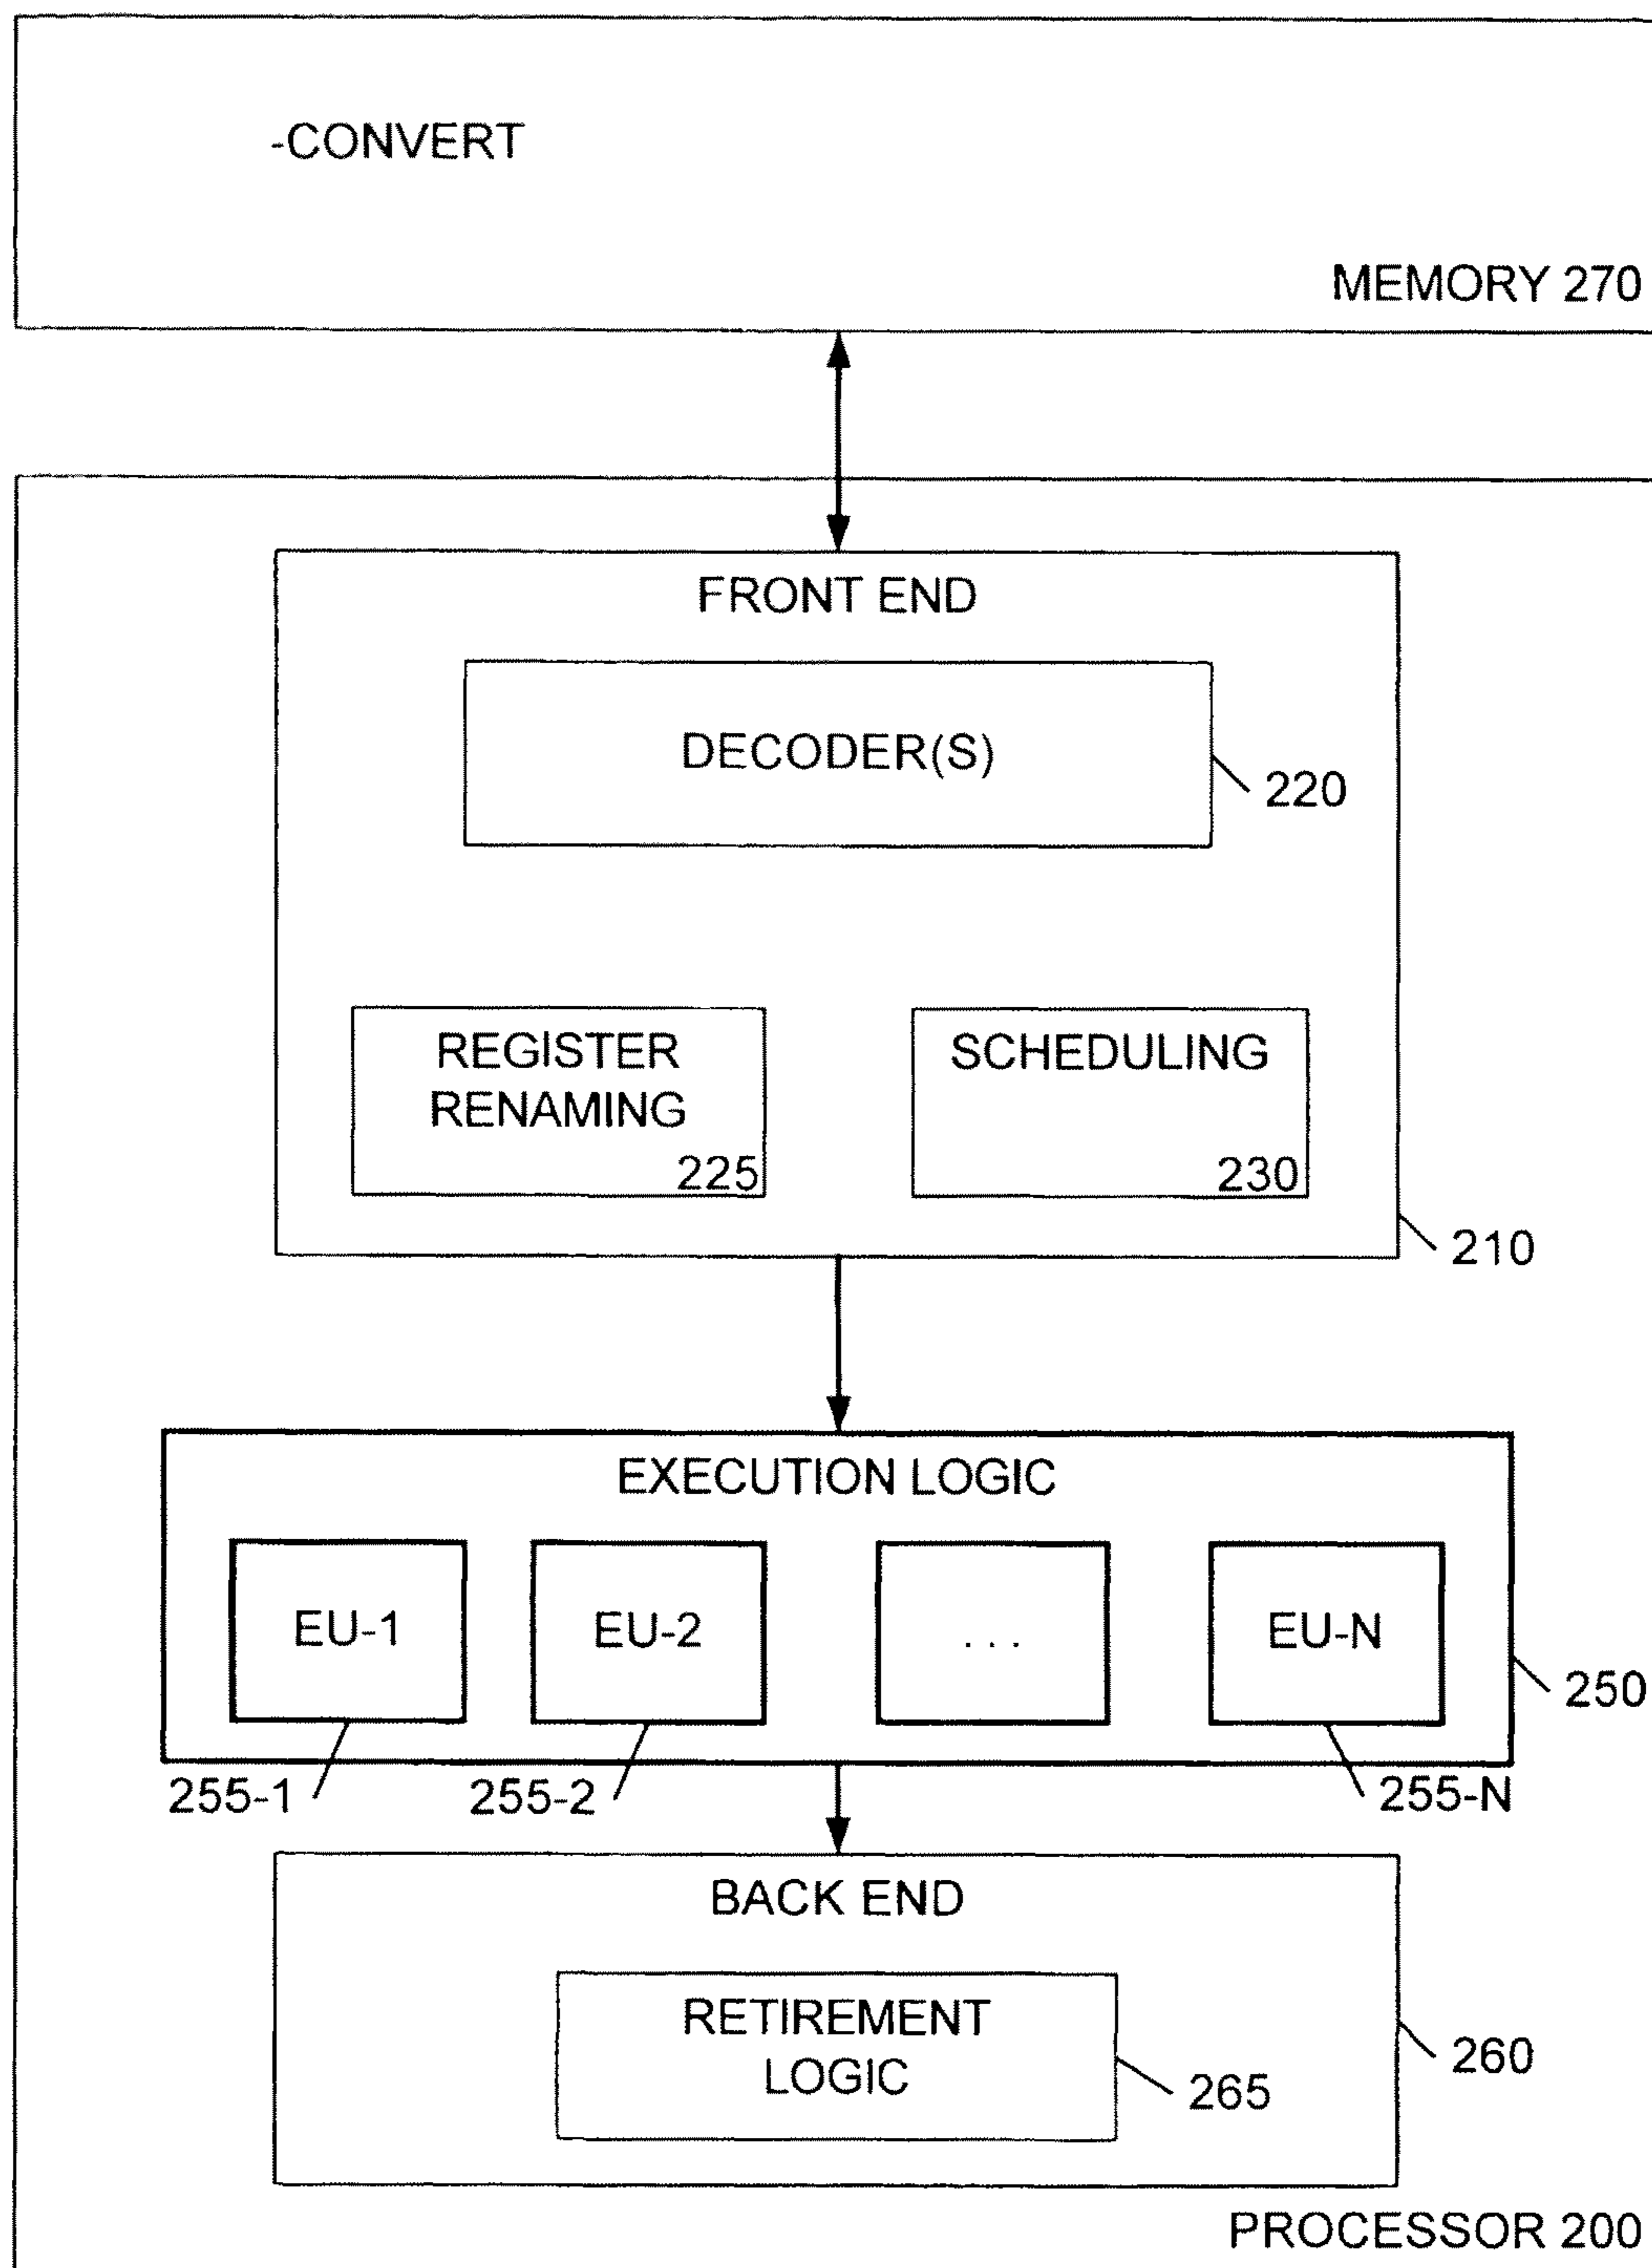 -CONVERT
MEMORY 270
FRONT END
DECODER(S)
220
REGISTER
RENAMING
225
SCHEDULING
230
210
EXECUTION LOGIC
EU-1
EU-2
. . .
EU-N
250
255-1
255-2
255-N
BACK END
RETIREMENT
LOGIC
265
260
PROCESSOR 200